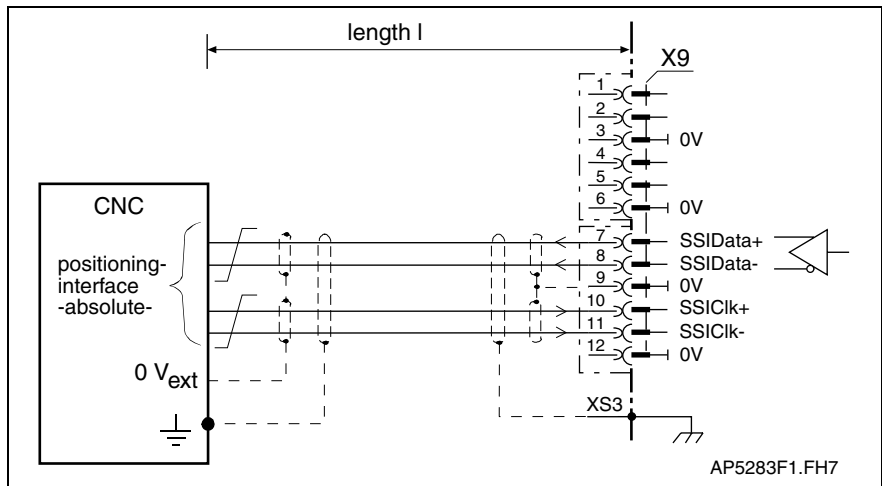 length l
X9
1
2
3 0V
4
5
6 0V
CNC
positioning-
interface
-absolute-
7 SSIData+
8 SSIData-
9 0V
10 SSIClk+
11 SSIClk-
12 0V
0 Vext
XS3
AP5283F1.FH7